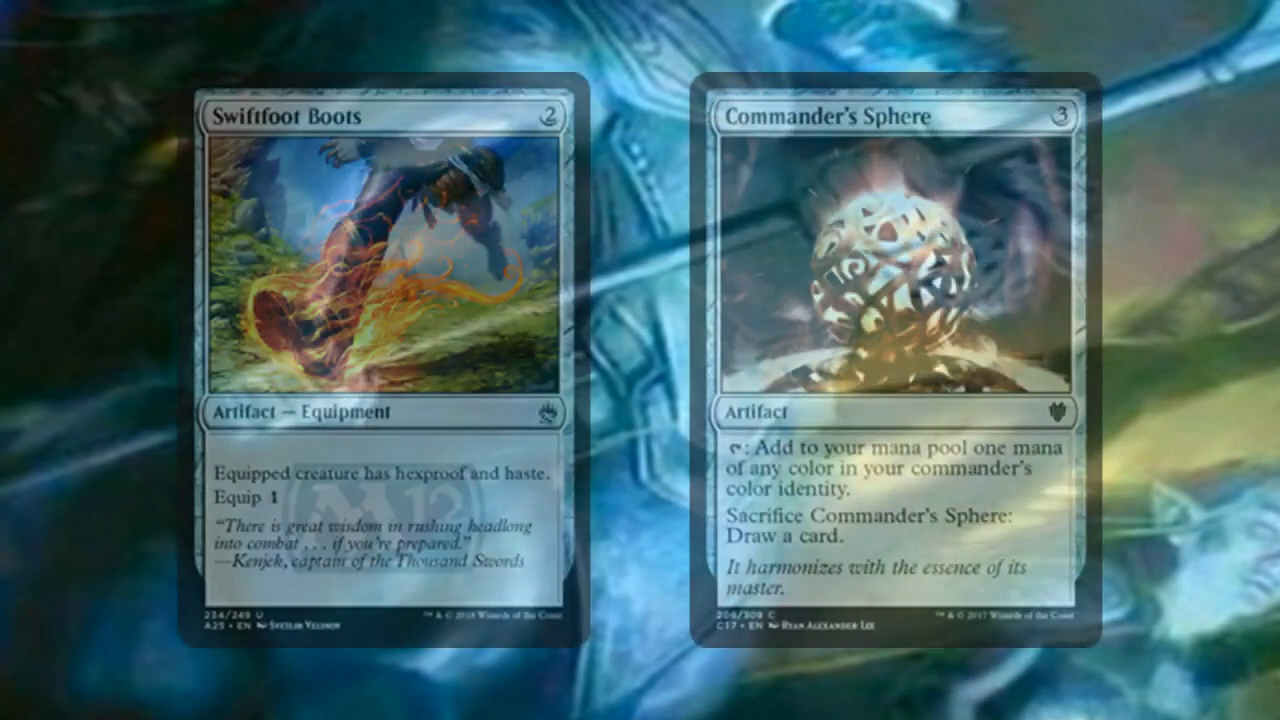 Swiftfoot Boots 2
Artifact — Equipment
Equipped creature has hexproof and haste.
Equip 1
M12
“There is great wisdom in rushing headlong
into combat . . . if you’re prepared.”
—Kenjek, captain of the Thousand Swords
234/249 U
™ & © 2018 Wizards of the Coast
A25 • EN Svetlin Velinov
Commander’s Sphere 3
Artifact
: Add to your mana pool one mana
of any color in your commander’s
color identity.
Sacrifice Commander’s Sphere:
Draw a card.
It harmonizes with the essence of its
master.
206/309 C
™ & © 2017 Wizards of the Coast
C17 • EN Ryan Alexander Lee